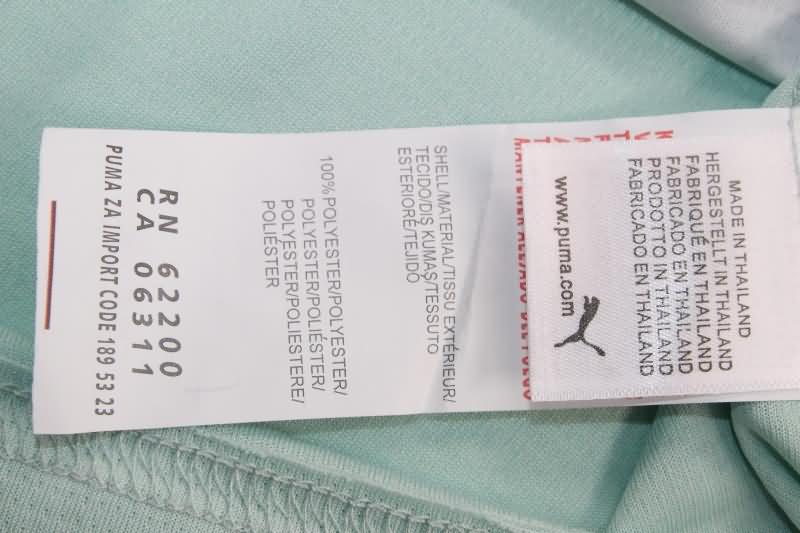 MADE IN THAILAND
HERGESTELLT IN THAILAND
FABRIQUÉ EN THAILAND
FABRICADO EN THAILAND
PRODOTTO IN THAILAND
FABRICADO EN THAILAND
www.puma.com
SHELL/MATERIAL/TISSU EXTÉRIEUR/
TECIDO/DIŞ KUMAŞ/TESSUTO
ESTERIORE/TEJIDO
100%POLYESTER/POLYESTER/
POLYESTER/POLIÉSTER/
POLYESTER/POLIESTERE/
POLIÉSTER
RN 62200
CA 06311
PUMA ZA IMPORT CODE 189 53 23